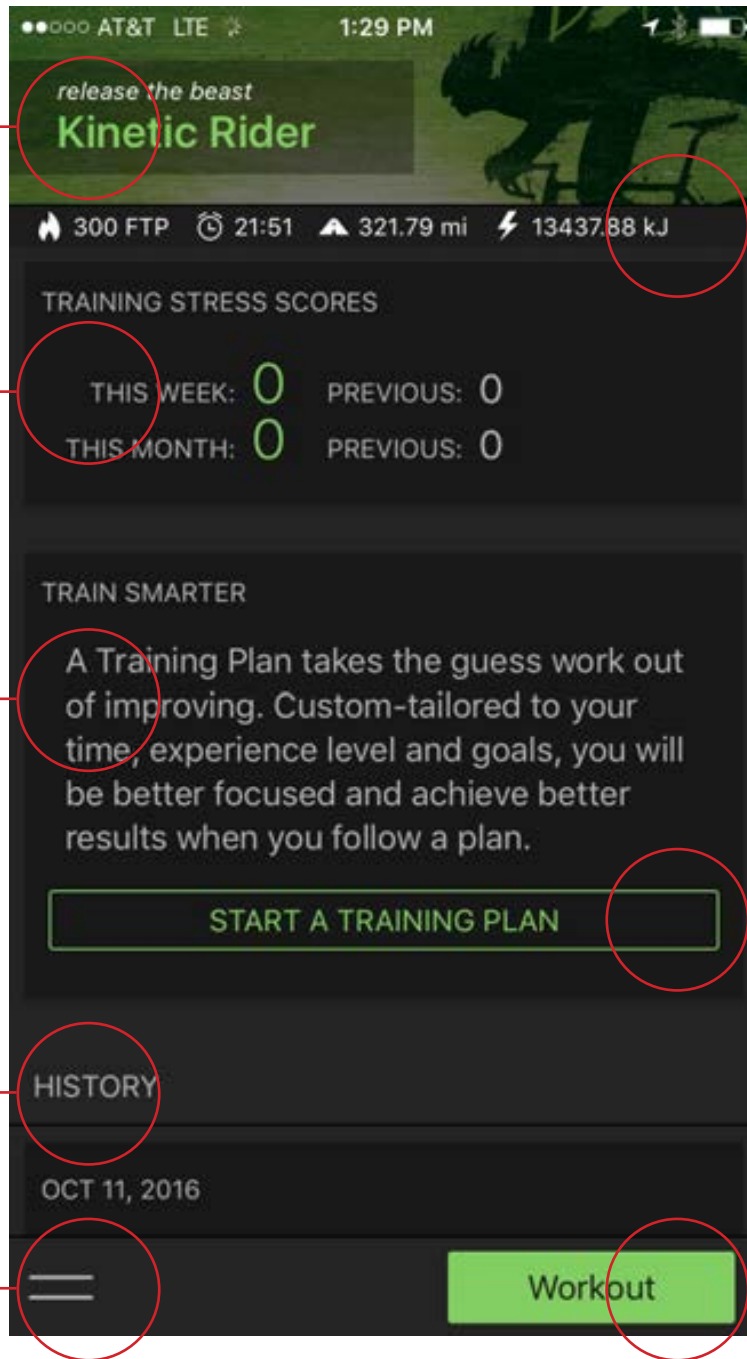 AT&T LTE 1:29 PM
release the beast
Kinetic Rider
300 FTP 21:51 321.79 mi 13437.88 kJ
TRAINING STRESS SCORES
THIS WEEK: 0 PREVIOUS: 0
THIS MONTH: 0 PREVIOUS: 0
TRAIN SMARTER
A Training Plan takes the guess work out
of improving. Custom-tailored to your
time, experience level and goals, you will
be better focused and achieve better
results when you follow a plan.
START A TRAINING PLAN
HISTORY
OCT 11, 2016
Workout